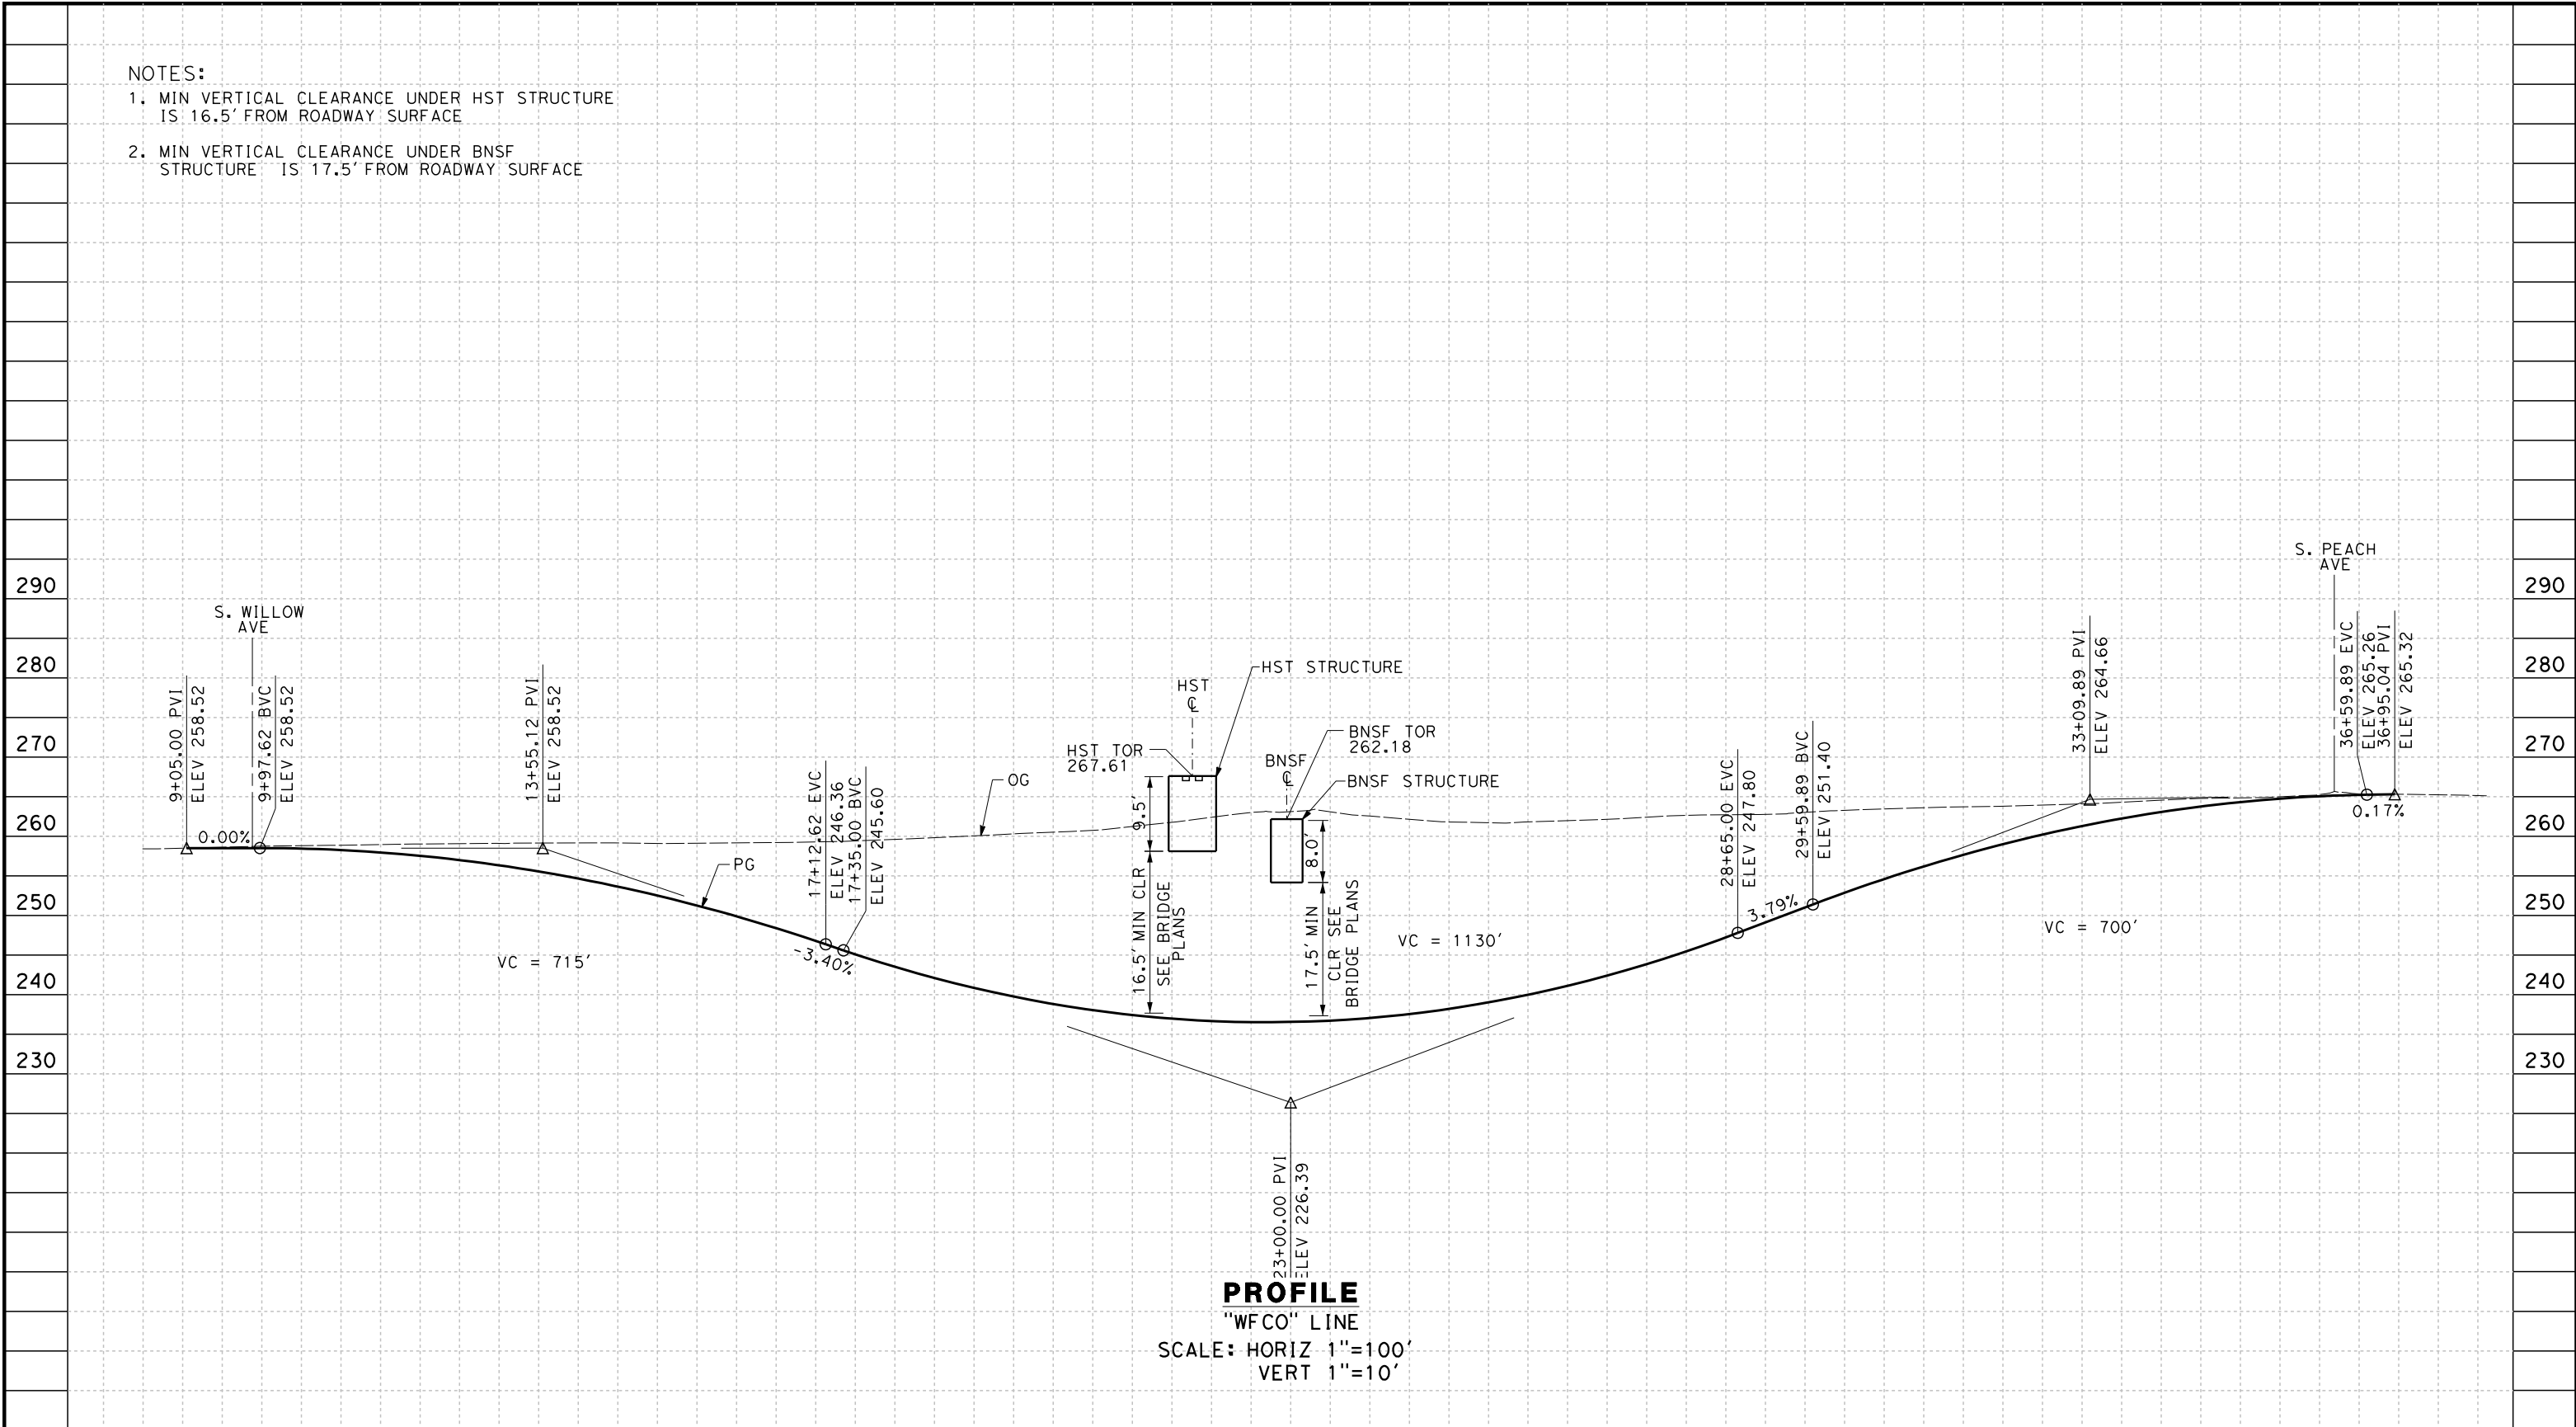 NOTES:
1. MIN VERTICAL CLEARANCE UNDER HST STRUCTURE
IS 16.5' FROM ROADWAY SURFACE
2. MIN VERTICAL CLEARANCE UNDER BNSF
STRUCTURE IS 17.5' FROM ROADWAY SURFACE
290
280
270
260
250
240
230
S. WILLOW
AVE
9+05.00 PVI
ELEV 258.52
9+97.62 BVC
ELEV 258.52
0.00%
13+55.12 PVI
ELEV 258.52
PG
VC = 715'
17+12.62 EVC
ELEV 246.36
17+35.00 BVC
ELEV 245.60
-3.40%
OG
HST
℄
HST STRUCTURE
HST TOR
267.61
9.5'
16.5' MIN CLR
SEE BRIDGE
PLANS
BNSF
℄
BNSF TOR
262.18
BNSF STRUCTURE
8.0'
17.5' MIN
CLR SEE
BRIDGE PLANS
VC = 1130'
23+00.00 PVI
ELEV 226.39
28+65.00 EVC
ELEV 247.80
3.79%
29+59.89 BVC
ELEV 251.40
33+09.89 PVI
ELEV 264.66
VC = 700'
S. PEACH
AVE
36+59.89 EVC
ELEV 265.26
36+95.04 PVI
ELEV 265.32
0.17%
290
280
270
260
250
240
230
PROFILE
"WFCO" LINE
SCALE: HORIZ 1"=100'
VERT 1"=10'